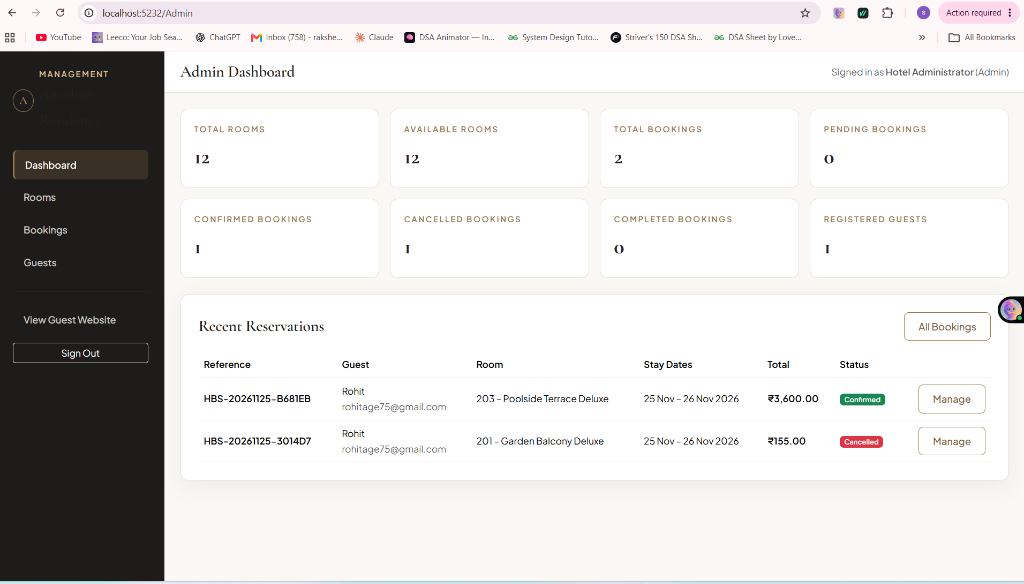 localhost:5232/Admin
Action required
YouTube
Leeco: Your Job Sea...
ChatGPT
Inbox (758) - rakshe...
Claude
DSA Animator — In...
System Design Tuto...
Striver's 150 DSA Sh...
DSA Sheet by Love...
»
All Bookmarks
MANAGEMENT
A
Dashboard
Rooms
Bookings
Guests
View Guest Website
Sign Out
Admin Dashboard
Signed in as Hotel Administrator (Admin)
TOTAL ROOMS
12
AVAILABLE ROOMS
12
TOTAL BOOKINGS
2
PENDING BOOKINGS
0
CONFIRMED BOOKINGS
1
CANCELLED BOOKINGS
1
COMPLETED BOOKINGS
0
REGISTERED GUESTS
1
Recent Reservations
All Bookings
Reference Guest Room Stay Dates Total Status
HBS-20261125-B681EB Rohit 203 – Poolside Terrace Deluxe 25 Nov – 26 Nov 2026 ₹3,600.00 Confirmed Manage
rohitage75@gmail.com
HBS-20261125-3014D7 Rohit 201 – Garden Balcony Deluxe 25 Nov – 26 Nov 2026 ₹155.00 Cancelled Manage
rohitage75@gmail.com